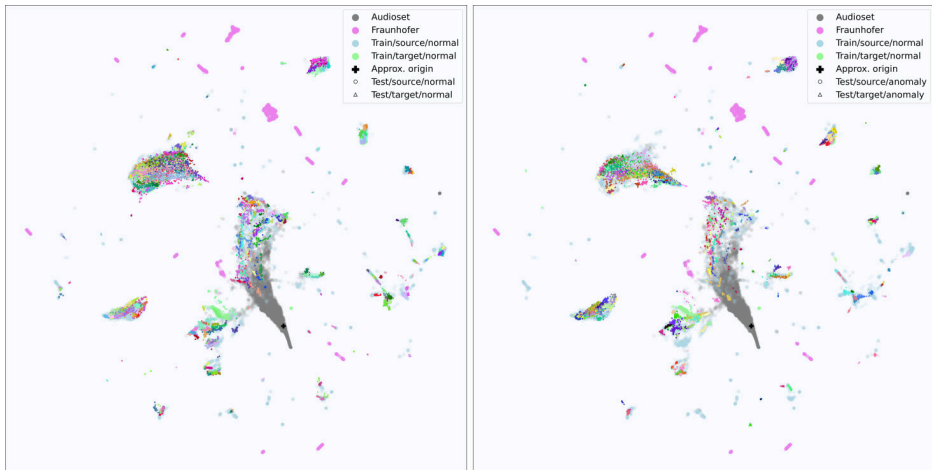 Audioset
Fraunhofer
Train/source/normal
Train/target/normal
Approx. origin
Test/source/normal
Test/target/normal
Audioset
Fraunhofer
Train/source/normal
Train/target/normal
Approx. origin
Test/source/anomaly
Test/target/anomaly